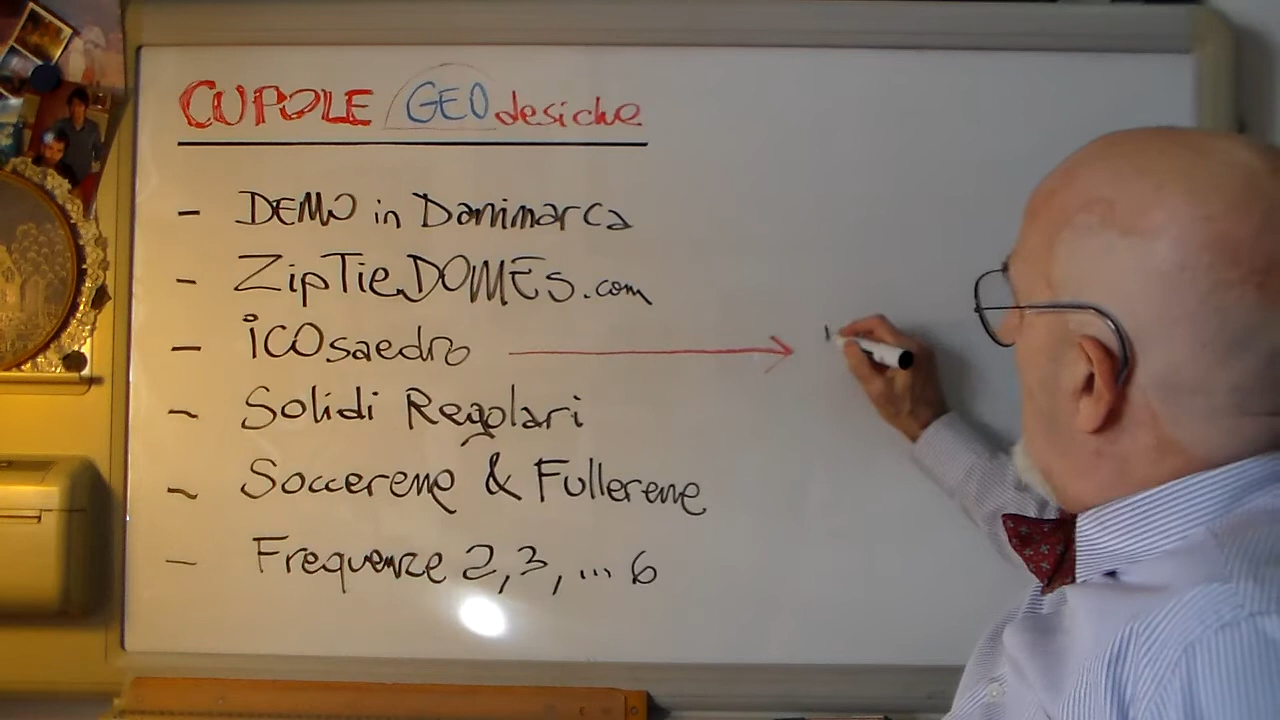 CUPOLE GEOdesiche
- DEMO in Danimarca
- ZipTieDOMES.com
- iCOsaedro
- Solidi Regolari
- Soccerene & Fullerene
- Frequenze 2,3, ... 6